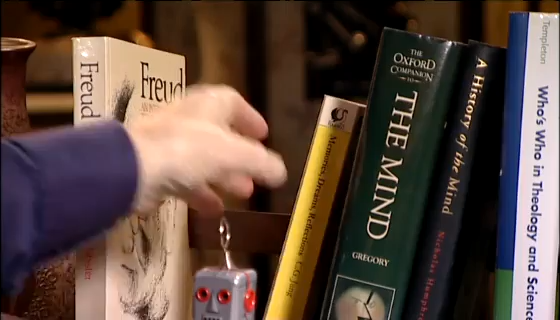 Freud
Freud
Memories, Dreams, Reflections C.G. Jung
THE
OXFORD
COMPANION
TO
THE MIND
GREGORY
A History of the Mind Nicholas Humphrey
Templeton
Who's Who in Theology and Science